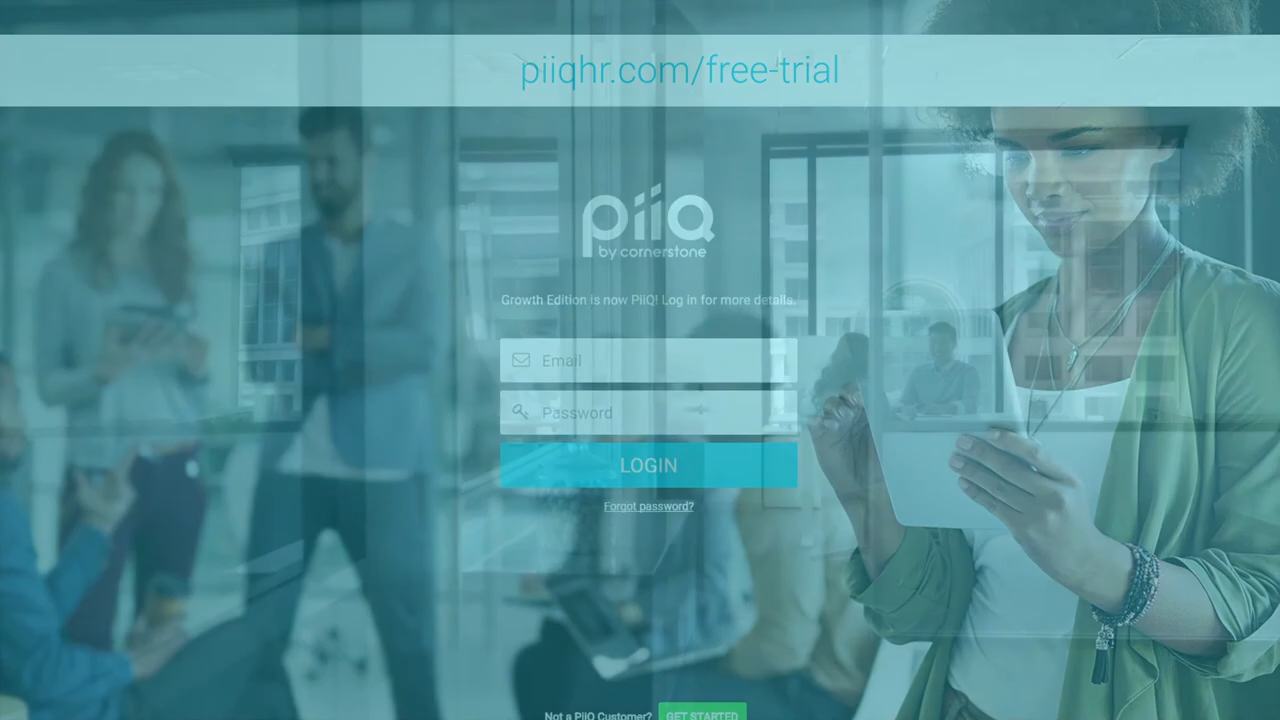 piiqhr.com/free-trial
piiQ
by cornerstone
Growth Edition is now PiiQ! Log in for more details.
Email
Password
LOGIN
Forgot password?
Not a PiiQ Customer? GET STARTED